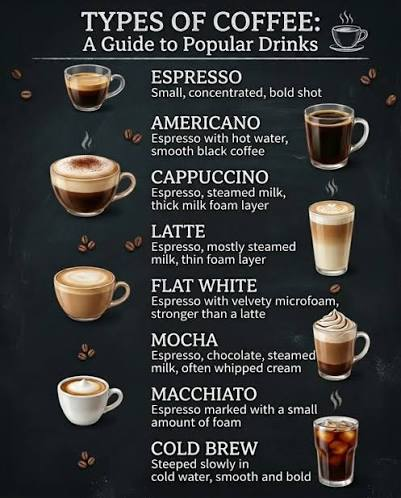 TYPES OF COFFEE:
A Guide to Popular Drinks
ESPRESSO
Small, concentrated, bold shot
AMERICANO
Espresso with hot water,
smooth black coffee
CAPPUCCINO
Espresso, steamed milk,
thick milk foam layer
LATTE
Espresso, mostly steamed
milk, thin foam layer
FLAT WHITE
Espresso with velvety microfoam,
stronger than a latte
MOCHA
Espresso, chocolate, steamed
milk, often whipped cream
MACCHIATO
Espresso marked with a small
amount of foam
COLD BREW
Steeped slowly in
cold water, smooth and bold